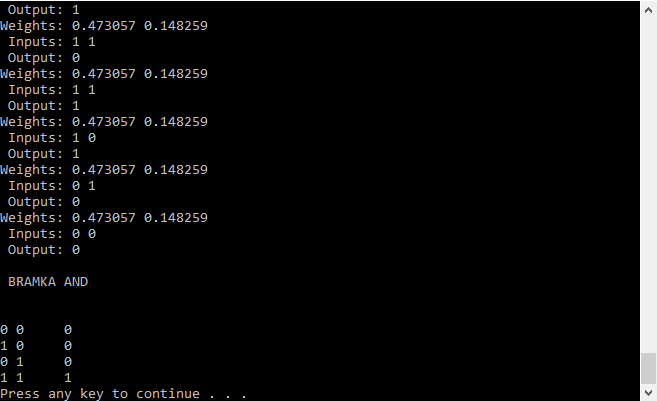 Output: 1
Weights: 0.473057 0.148259
Inputs: 1 1
Output: 0
Weights: 0.473057 0.148259
Inputs: 1 1
Output: 1
Weights: 0.473057 0.148259
Inputs: 1 0
Output: 1
Weights: 0.473057 0.148259
Inputs: 0 1
Output: 0
Weights: 0.473057 0.148259
Inputs: 0 0
Output: 0
BRAMKA AND
0 0     0
1 0     0
0 1     0
1 1     1
Press any key to continue . . .